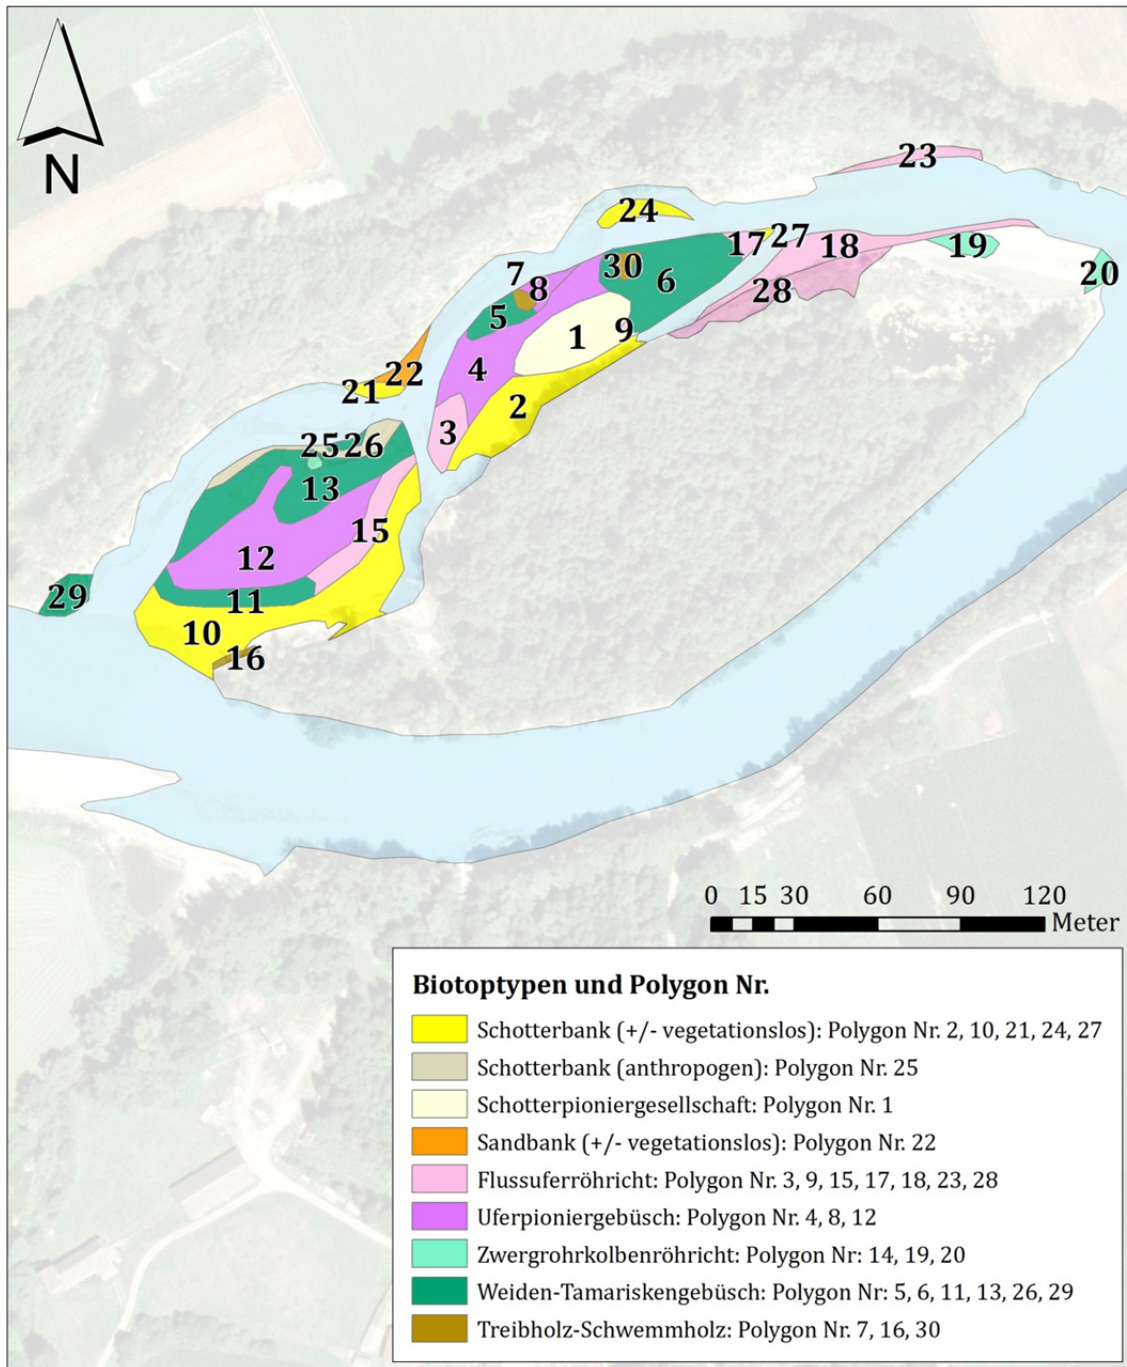 N
23
24
17
27
18
19
20
30
6
28
7
8
5
9
1
4
22
21
2
3
25
26
13
15
12
29
11
10
16
0 15 30 60 90 120
Meter
Biotoptypen und Polygon Nr.
Schotterbank (+/- vegetationslos): Polygon Nr. 2, 10, 21, 24, 27
Schotterbank (anthropogen): Polygon Nr. 25
Schotterpioniergesellschaft: Polygon Nr. 1
Sandbank (+/- vegetationslos): Polygon Nr. 22
Flussuferröhricht: Polygon Nr. 3, 9, 15, 17, 18, 23, 28
Uferpioniergebüsch: Polygon Nr. 4, 8, 12
Zwergrohrkolbenröhricht: Polygon Nr: 14, 19, 20
Weiden-Tamariskengebüsch: Polygon Nr: 5, 6, 11, 13, 26, 29
Treibholz-Schwemmholz: Polygon Nr. 7, 16, 30